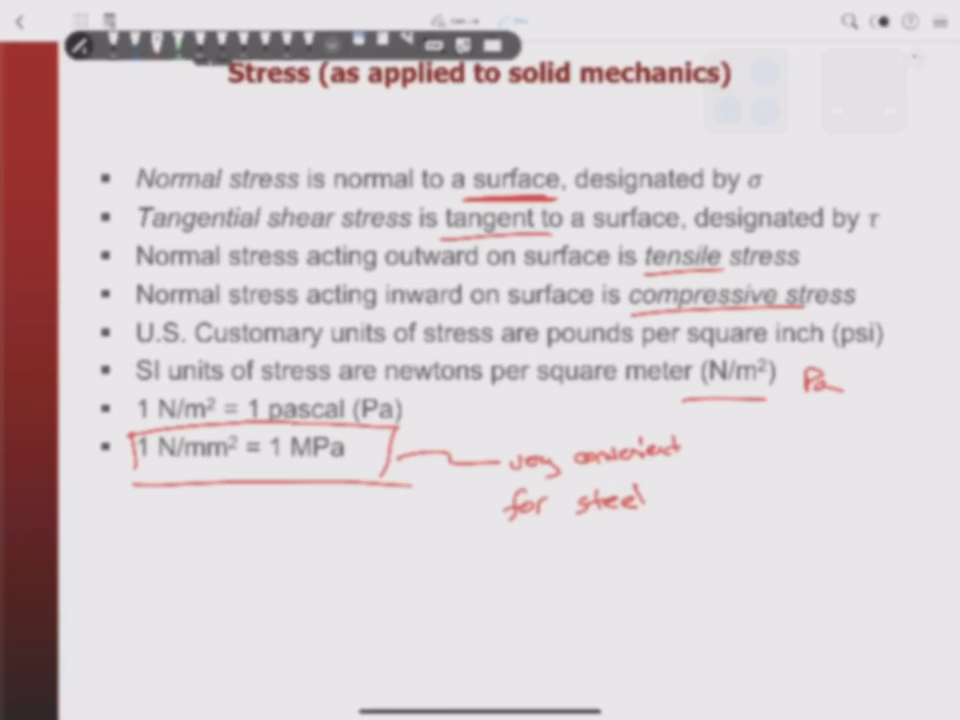 Stress (as applied to solid mechanics)
▪ Normal stress is normal to a surface, designated by σ
▪ Tangential shear stress is tangent to a surface, designated by τ
▪ Normal stress acting outward on surface is tensile stress
▪ Normal stress acting inward on surface is compressive stress
▪ U.S. Customary units of stress are pounds per square inch (psi)
▪ SI units of stress are newtons per square meter (N/m²) Pa
▪ 1 N/m² = 1 pascal (Pa)
▪ 1 N/mm² = 1 MPa
very convenient
for steel